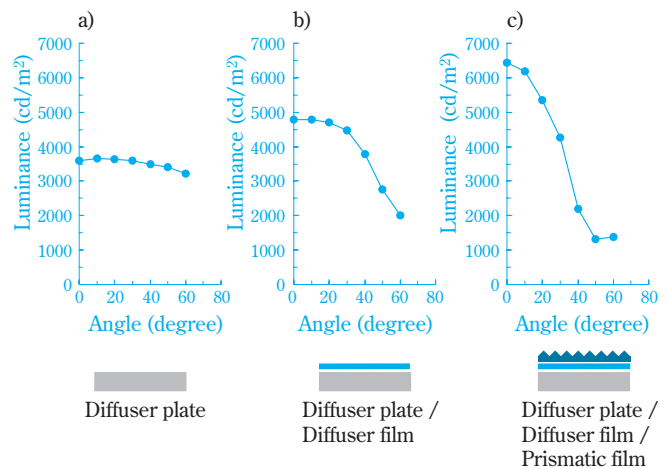 a)
7000
6000
5000
4000
3000
2000
1000
0
Luminance (cd/m²)
0 20 40 60 80
Angle (degree)
Diffuser plate
b)
7000
6000
5000
4000
3000
2000
1000
0
Luminance (cd/m²)
0 20 40 60 80
Angle (degree)
Diffuser plate /
Diffuser film
c)
7000
6000
5000
4000
3000
2000
1000
0
Luminance (cd/m²)
0 20 40 60 80
Angle (degree)
Diffuser plate /
Diffuser film /
Prismatic film